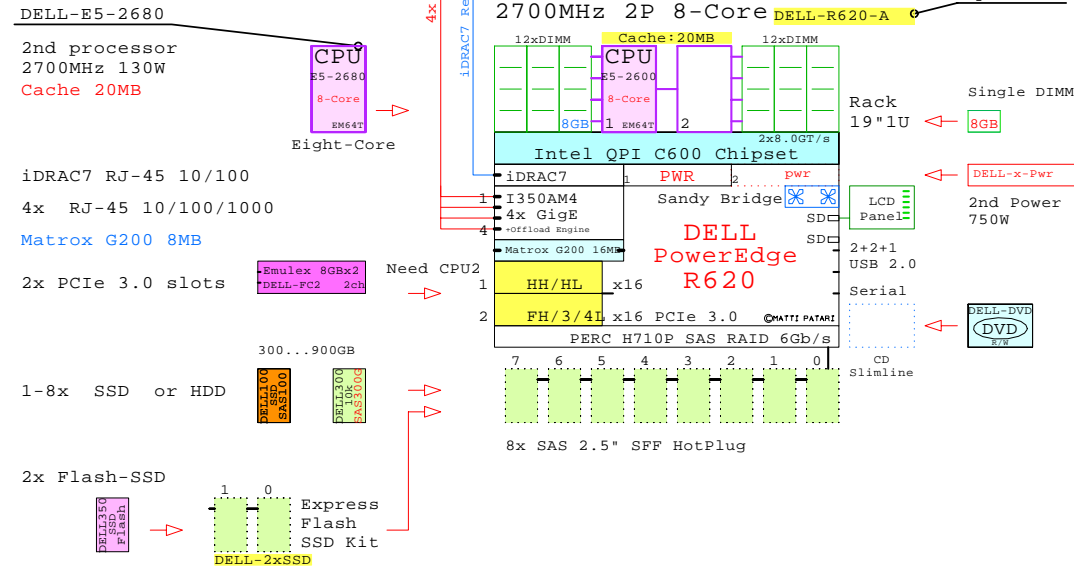 DELL-E5-2680
2nd processor
2700MHz 130W
Cache 20MB
CPU
E5-2680
8-Core
EM64T
Eight-Core
4x
2700MHz 2P 8-Core
DELL-R620-A
12xDIMM
Cache:20MB
12xDIMM
CPU
E5-2600
8-Core
8GB
1
EM64T
2
Rack
19"1U
Single DIMM
8GB
2x8.0GT/s
Intel QPI C600 Chipset
iDRAC7
1
PWR
2
pwr
DELL-x-Pwr
2nd Power
750W
iDRAC7 RJ-45 10/100
4x RJ-45 10/100/1000
Matrox G200 8MB
1
I350AM4
4x GigE
4
+Offload Engine
Matrox G200 16MB
Sandy Bridge
SD
SD
LCD
Panel
DELL
PowerEdge
R620
2+2+1
USB 2.0
Serial
2x PCIe 3.0 slots
Emulex 8GBx2
DELL-FC2 2ch
Need CPU2
1
HH/HL
x16
2
FH/3/4L
x16 PCIe 3.0
©MATTI PATARI
PERC H710P SAS RAID 6Gb/s
DELL-DVD
DVD
R/W
CD
Slimline
300...900GB
1-8x SSD or HDD
DELL100
SSD
SAS100
DELL300
10k
SAS300G
7 6 5 4 3 2 1 0
8x SAS 2.5" SFF HotPlug
2x Flash-SSD
DELL350
SSD
Flash
1 0
Express
Flash
SSD Kit
DELL-2xSSD